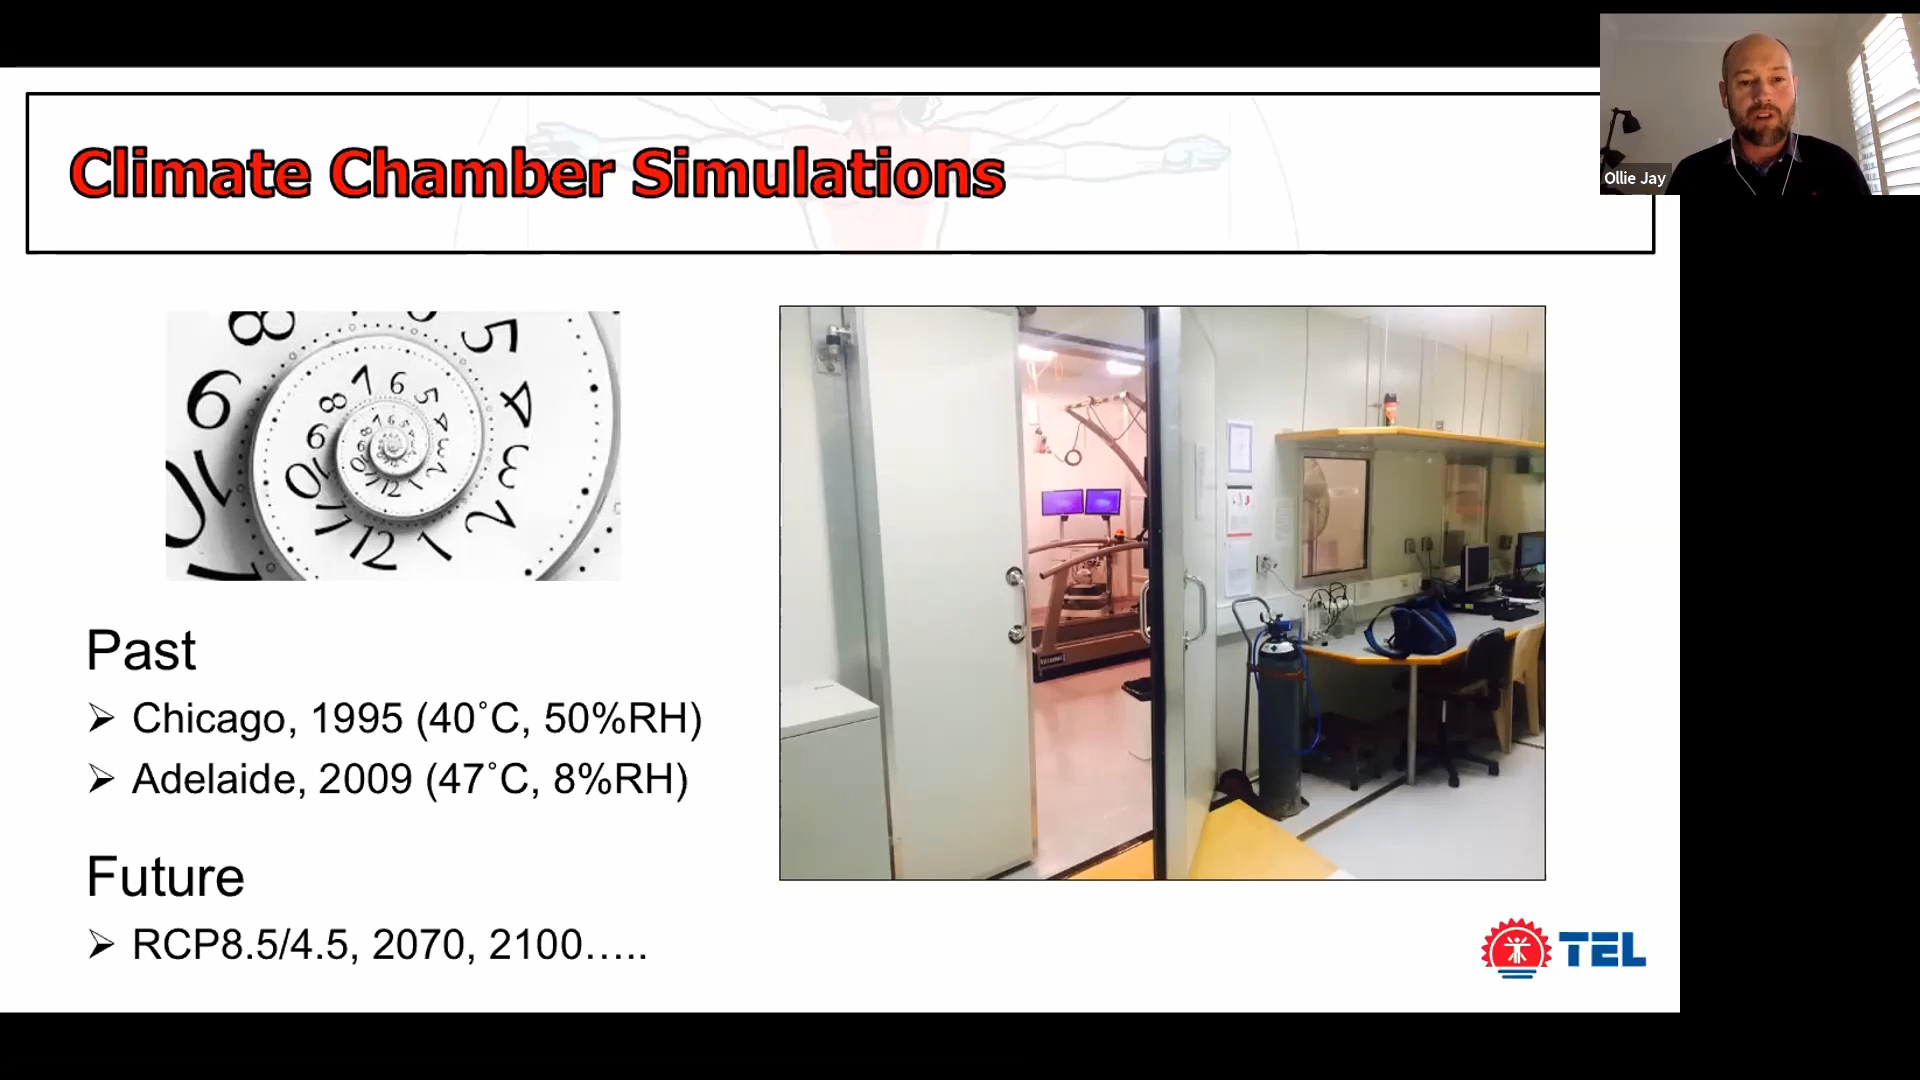 Climate Chamber Simulations
Ollie Jay
Past
➢ Chicago, 1995 (40˚C, 50%RH)
➢ Adelaide, 2009 (47˚C, 8%RH)
Future
➢ RCP8.5/4.5, 2070, 2100…..
TEL